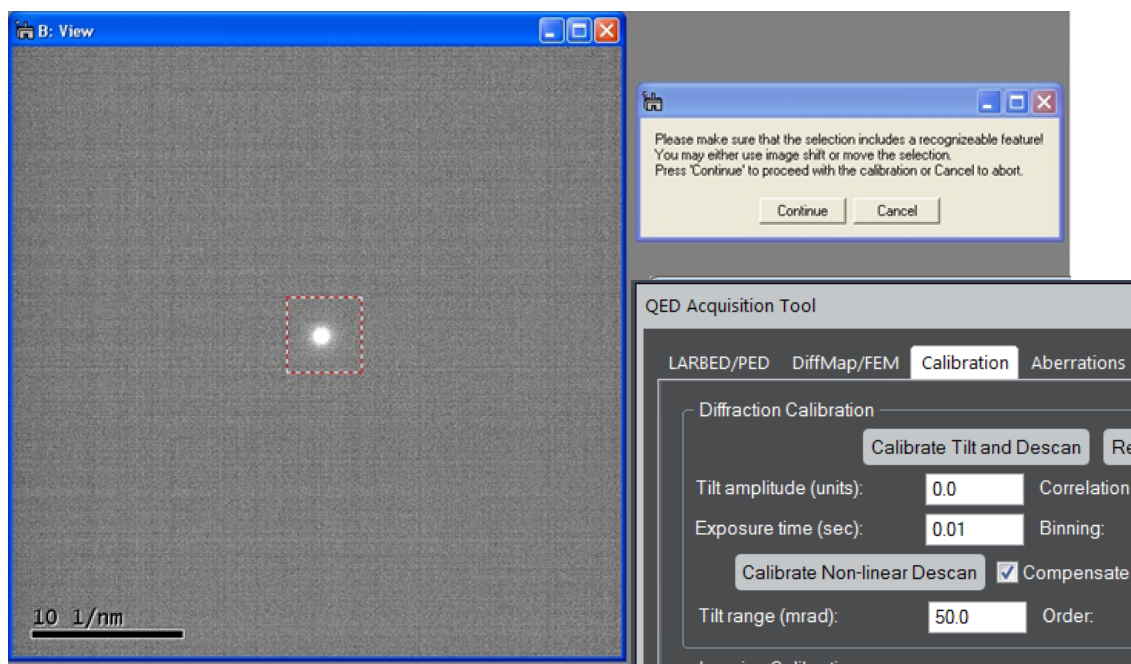 B: View
10 1/nm
Please make sure that the selection includes a recognizeable feature!
You may either use image shift or move the selection.
Press 'Continue' to proceed with the calibration or Cancel to abort.
Continue Cancel
QED Acquisition Tool
LARBED/PED DiffMap/FEM Calibration Aberrations
Diffraction Calibration
Calibrate Tilt and Descan Re
Tilt amplitude (units): 0.0 Correlation
Exposure time (sec): 0.01 Binning:
Calibrate Non-linear Descan Compensate
Tilt range (mrad): 50.0 Order: